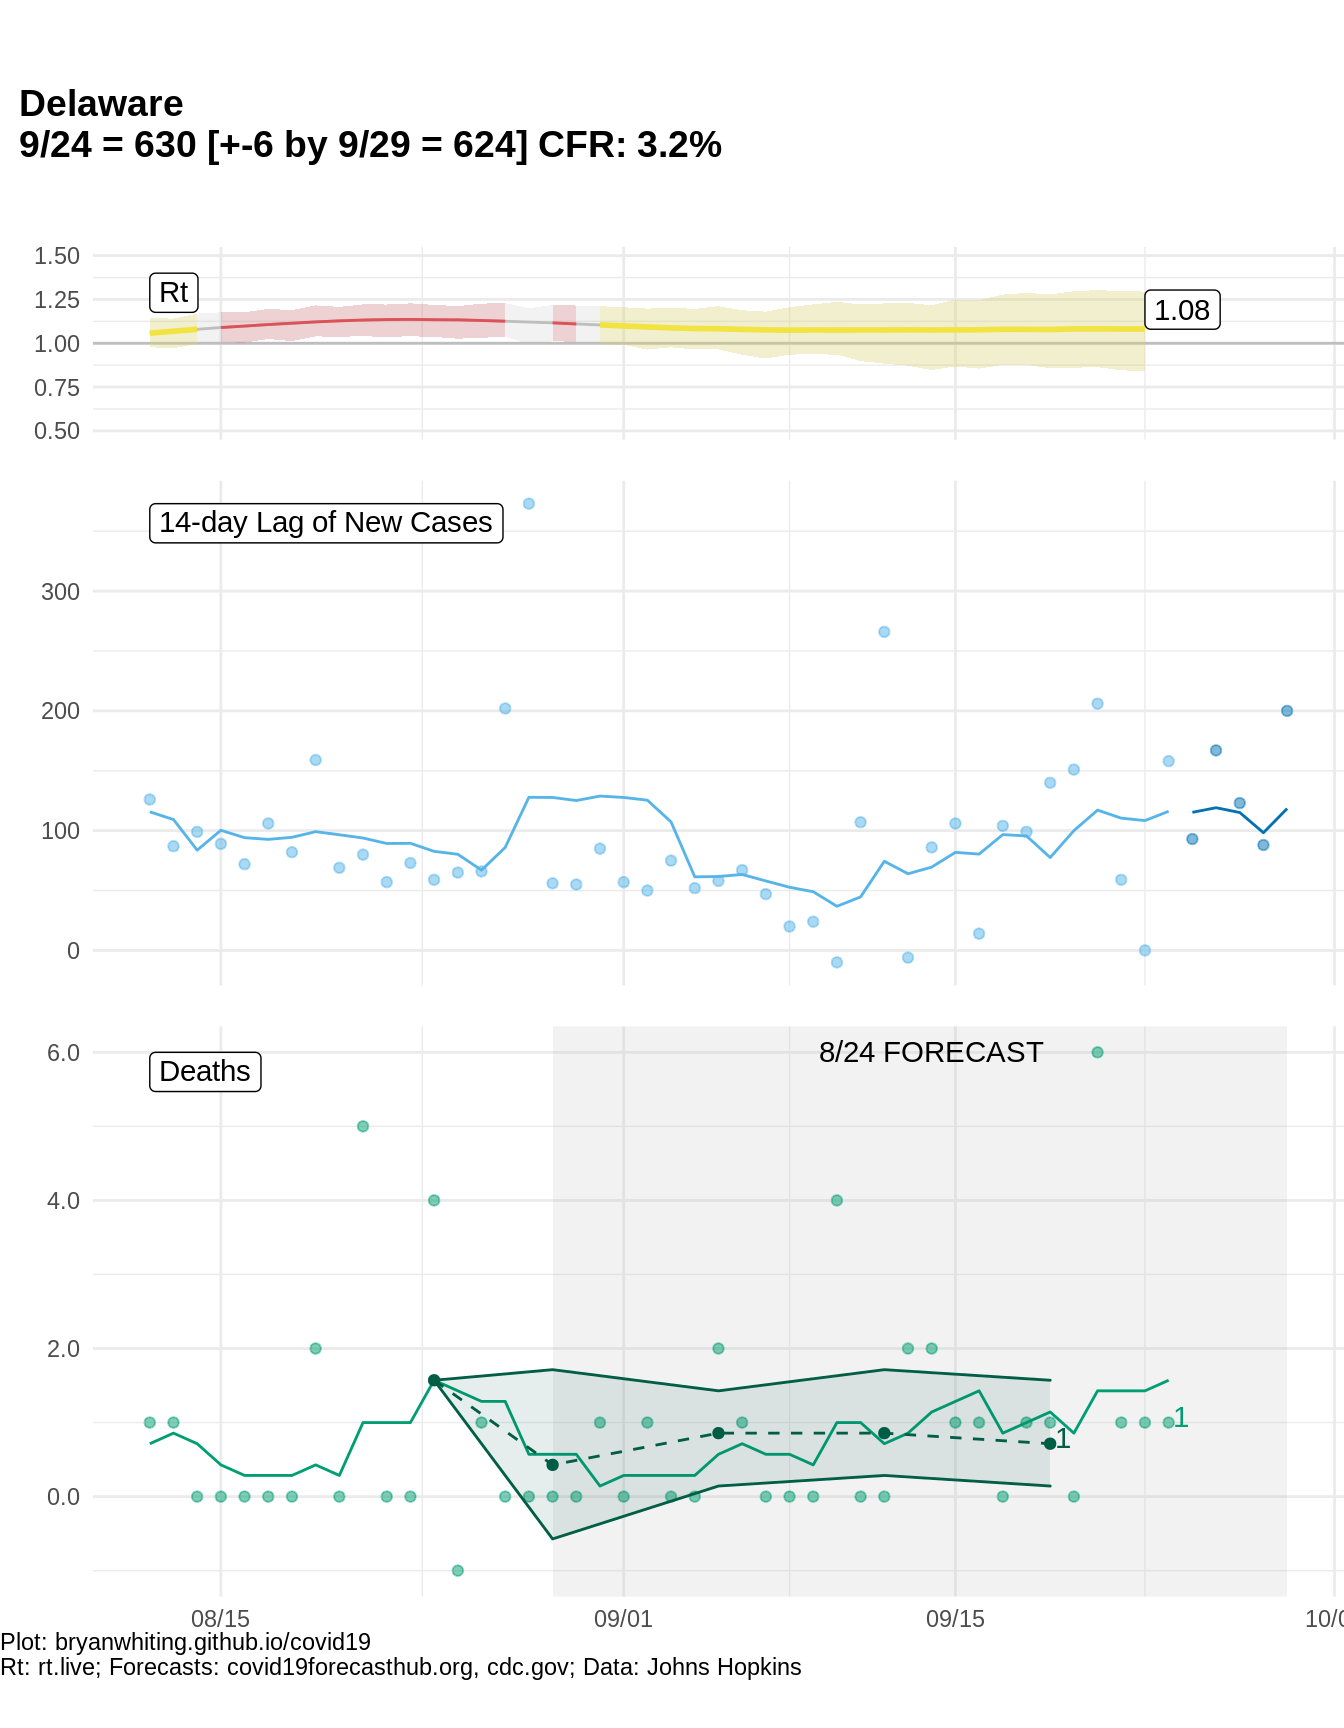 Delaware
9/24 = 630 [+-6 by 9/29 = 624] CFR: 3.2%
1.50
1.25
1.00
0.75
0.50
Rt
1.08
14-day Lag of New Cases
300
200
100
0
Deaths
8/24 FORECAST
6.0
4.0
2.0
0.0
1
1
08/15 09/01 09/15 10/0
Plot: bryanwhiting.github.io/covid19
Rt: rt.live; Forecasts: covid19forecasthub.org, cdc.gov; Data: Johns Hopkins